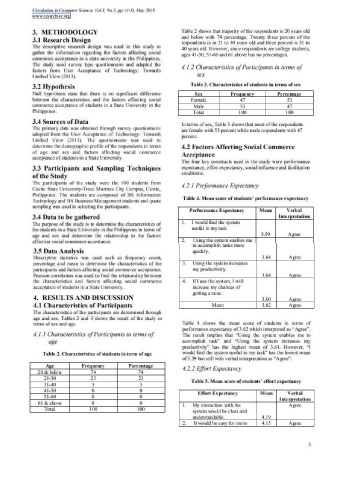 Circulation in Computer Science Vol.3, No.3, pp: (1-8), May 2018
www.ccsarchive.org
3. METHODOLOGY
3.1 Research Design
The descriptive research design was used in this study to
gather the information regarding the factors affecting social
commerce acceptance in a state university in the Philippines.
The study used survey type questionnaire and adapted the
factors from User Acceptance of Technology: Towards
Unified View (2013).
3.2 Hypothesis
Null hypothesis state that there is no significant difference
between the characteristics and the factors affecting social
commerce acceptance of students in a State University in the
Philippines.
3.4 Sources of Data
The primary data was obtained through survey questionnaire
adopted from the User Acceptance of Technology: Towards
Unified View (2013). The questionnaire was used to
determine the demographic profile of the respondents in terms
of age and sex and factors affecting social commerce
acceptance of students in a State University.
3.3 Participants and Sampling Techniques
of the Study
The participants of the study were the 100 students from
Cavite State University-Trece Martires City Campus, Cavite,
Philippines. The students are composed of BS Information
Technology and BS Business Management students and quota
sampling was used in selecting the participants.
3.4 Data to be gathered
The purpose of the study is to determine the characteristics of
the students in a State University in the Philippines in terms of
age and sex and determine the relationship to the factors
affective social commerce acceptance.
3.5 Data Analysis
Descriptive statistics was used such as frequency count,
percentage and mean to determine the characteristics of the
participants and factors affecting social commerce acceptance.
Pearson correlation was used to find the relationship between
the characteristics and factors affecting social commerce
acceptance of students in a State University.
4. RESULTS AND DISCUSSION
4.1 Characteristics of Participants
The characteristics of the participants are determined through
age and sex. Tables 2 and 3 shows the result of the study in
terms of sex and age.
4.1.1 Characteristics of Participants in terms of
age
Table 2. Characteristics of students in term of age
Age Frequency Percentage
20 & below 74 74
21-30 23 23
31-40 3 3
41-50 0 0
51-60 0 0
61 & above 0 0
Total 100 100
Table 2 shows that majority of the respondents is 20 years old
and below with 74 percentage. Twenty three percent of the
respondents is in 21 to 30 years old and three percent is 31 to
40 years old. However, since respondents are college students,
ages 41-50, 51-60 and 61 above has no percentages.
4.1.2 Characteristics of Participants in terms of
sex
Table 3. Characteristics of students in terms of sex
Sex Frequency Percentage
Female 47 53
Male 53 47
Total 100 100
In terms of sex, Table 3 shows that most of the respondents
are female with 53 percents while male respondents with 47
percents.
4.2 Factors Affecting Social Commerce
Acceptance
The four key constructs used in the study were performance
expectancy, effort expectancy, social influence and facilitation
conditions.
4.2.1 Performance Expectancy
Table 4. Mean score of students' performance expectancy
Performance Expectancy Mean Verbal
Interpretation
1. I would find the system
useful in my task
3.59 Agree
2. Using the system enables me
to accomplish tasks more
quickly.
3.64 Agree
3. Using the system increases
my productivity.
3.64 Agree
4. If I use the system, I will
increase my chances of
getting a raise.
3.60 Agree
Mean 3.62 Agree
Table 4 shows the mean score of students in terms of
performance expectancy of 3.62 which interpreted as "Agree".
The result implies that "Using the system enables me to
accomplish task" and "Using the system increases my
productivity" has the highest mean of 3.64. However, "I
would find the system useful in my task" has the lowest mean
of 3.59 but still with verbal interpretation as "Agree".
4.2.2 Effort Expectancy
Table 5. Mean score of students' effort expectancy
Effort Expectancy Mean Verbal
Interpretation
1. My interaction with the Agree
system would be clear and
understandable. 4.19
2. It would be easy for me to 4.15 Agree
3